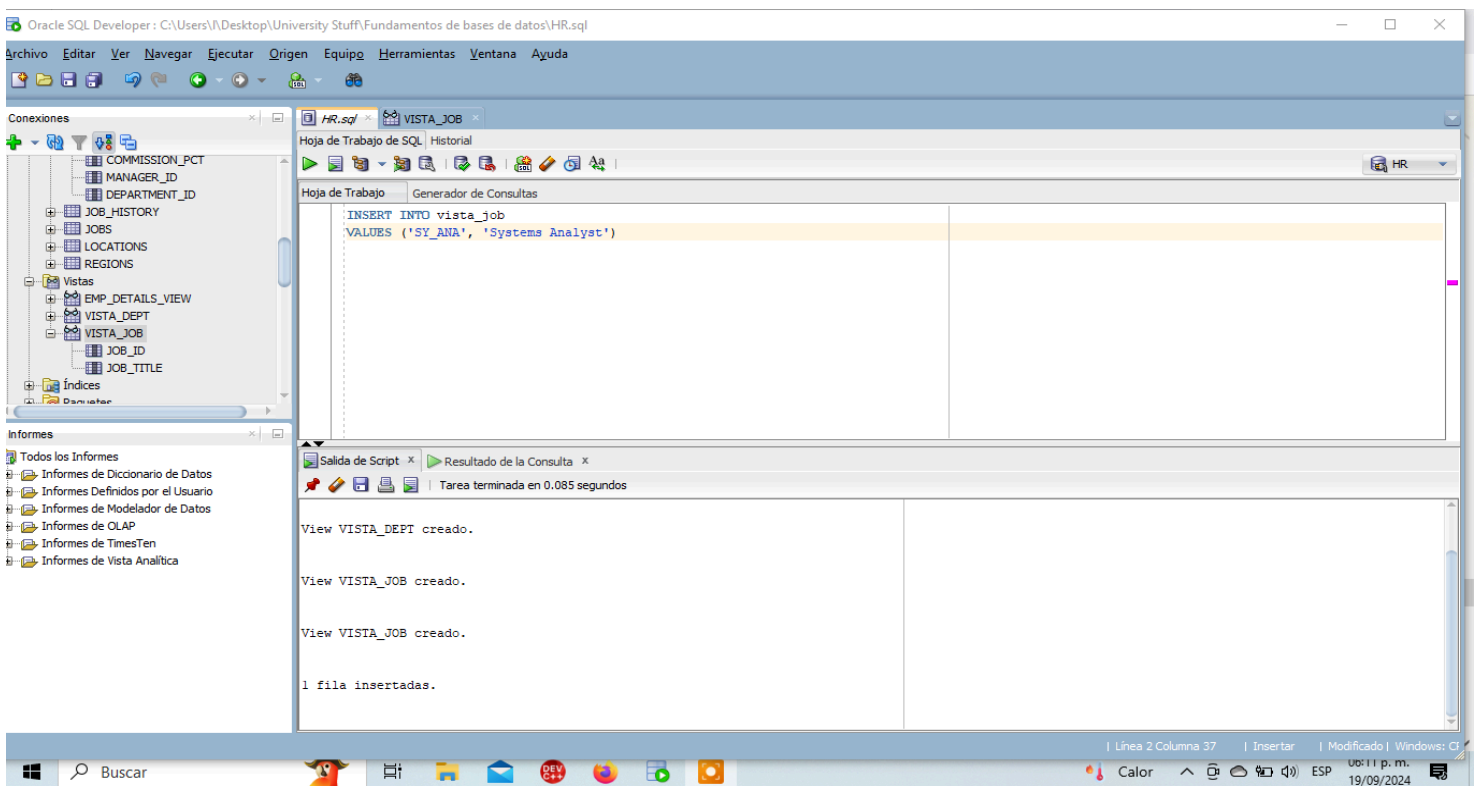 Oracle SQL Developer : C:\Users\I\Desktop\University Stuff\Fundamentos de bases de datos\HR.sql
Archivo Editar Ver Navegar Ejecutar Origen Equipo Herramientas Ventana Ayuda
Conexiones
COMMISSION_PCT
MANAGER_ID
DEPARTMENT_ID
JOB_HISTORY
JOBS
LOCATIONS
REGIONS
Vistas
EMP_DETAILS_VIEW
VISTA_DEPT
VISTA_JOB
JOB_ID
JOB_TITLE
Índices
Paquetes
Informes
Todos los Informes
Informes de Diccionario de Datos
Informes Definidos por el Usuario
Informes de Modelador de Datos
Informes de OLAP
Informes de TimesTen
Informes de Vista Analítica
HR.sql VISTA_JOB
Hoja de Trabajo de SQL Historial
HR
Hoja de Trabajo Generador de Consultas
INSERT INTO vista_job
VALUES ('SY_ANA', 'Systems Analyst')
Salida de Script Resultado de la Consulta
Tarea terminada en 0.085 segundos
View VISTA_DEPT creado.
View VISTA_JOB creado.
View VISTA_JOB creado.
1 fila insertadas.
Línea 2 Columna 37 | Insertar | Modificado | Windows:
Buscar
DEV C++
Calor
ESP
06:11 p. m.
19/09/2024